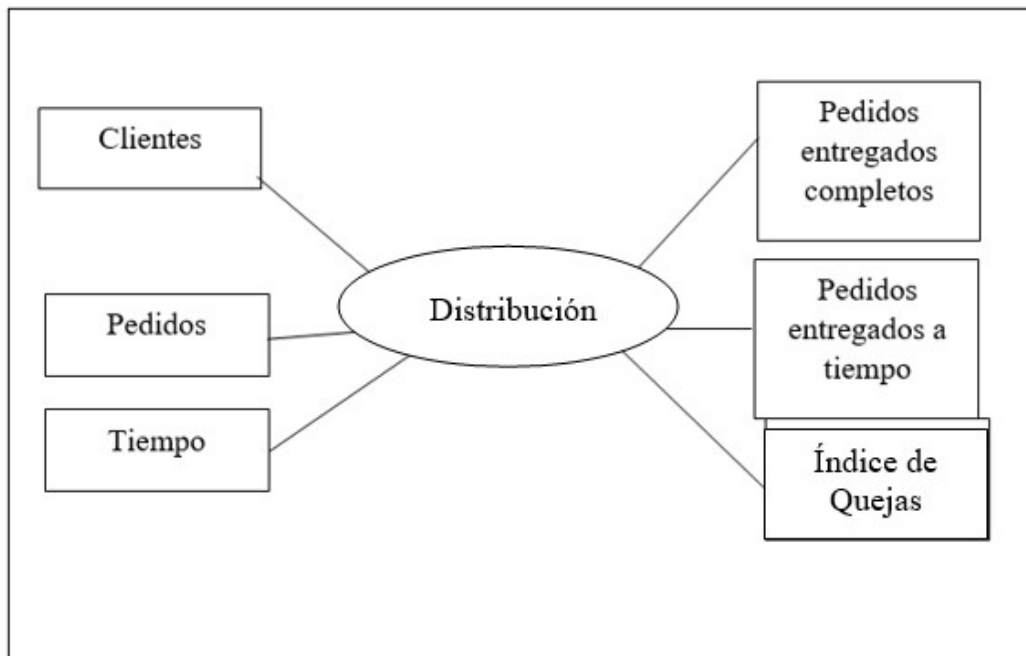 Clientes
Pedidos
Tiempo
Distribución
Pedidos
entregados
completos
Pedidos
entregados a
tiempo
Índice de
Quejas